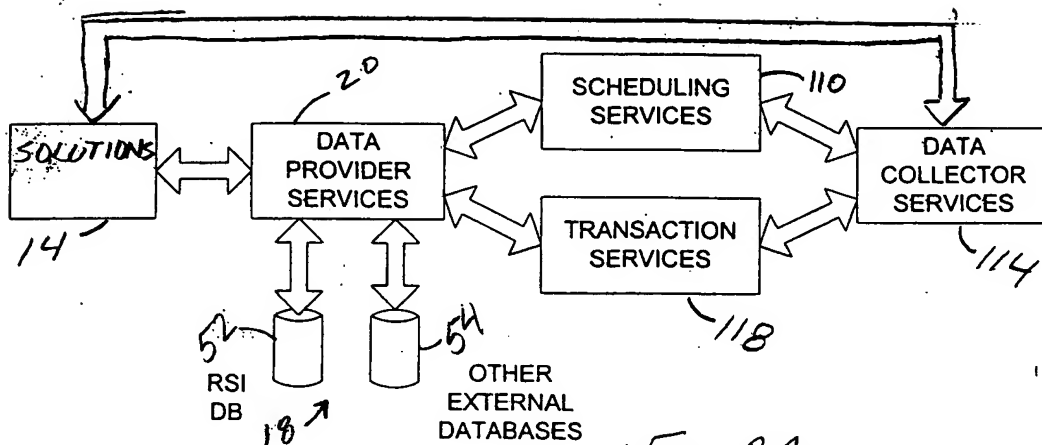 20
SCHEDULING
SERVICES
110
SOLUTIONS
14
DATA
PROVIDER
SERVICES
DATA
COLLECTOR
SERVICES
114
TRANSACTION
SERVICES
118
52
RSI
DB
54
OTHER
EXTERNAL
DATABASES
18